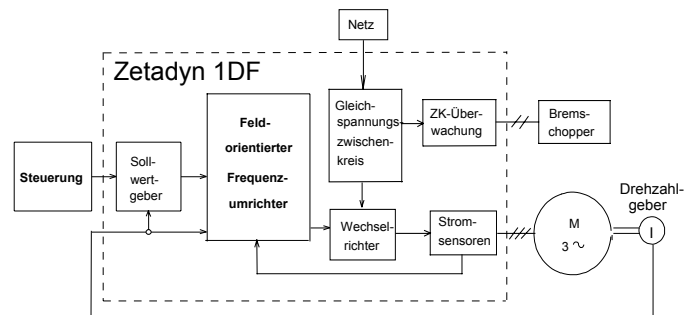 Netz
Zetadyn 1DF
Gleich-
spannungs-
zwischen-
kreis
ZK-Über-
wachung
Brems-
chopper
Feld-
orientierter
Frequenz-
umrichter
Steuerung
Soll-
wert-
geber
Wechsel-
richter
Strom-
sensoren
M
3 ~
Drehzahl-
geber
I